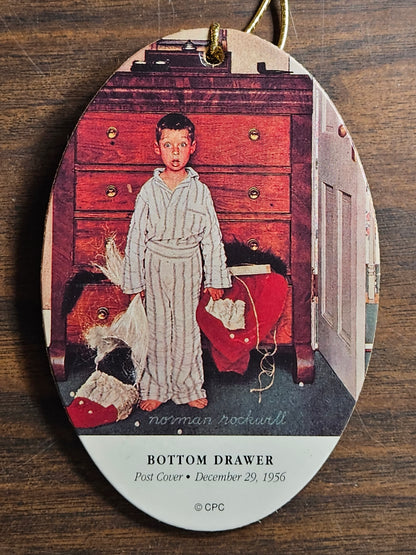 norman rockwell
BOTTOM DRAWER
Post Cover • December 29, 1956
© CPC